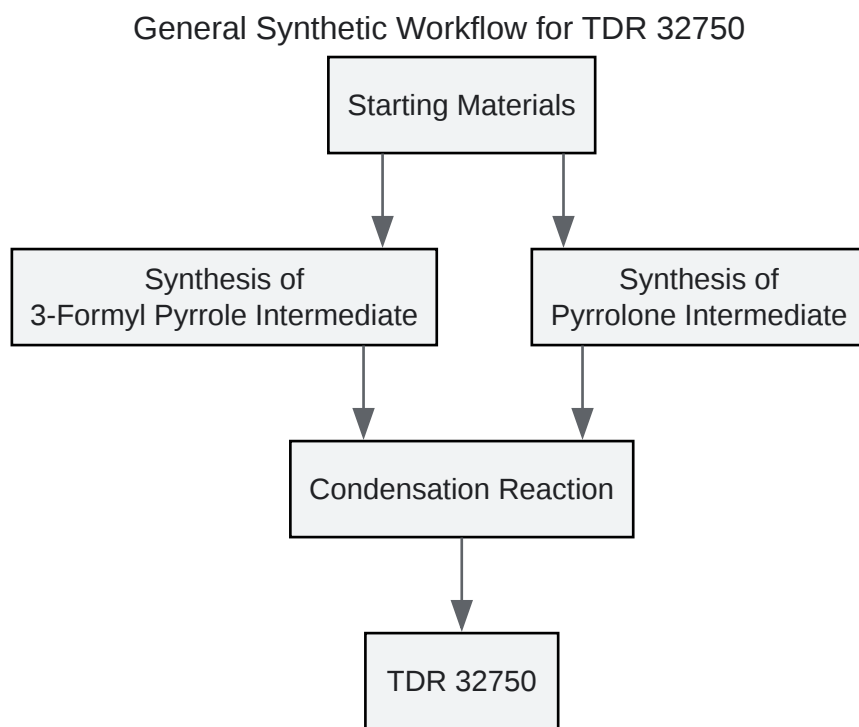 General Synthetic Workflow for TDR 32750
Starting Materials
Synthesis of
3-Formyl Pyrrole Intermediate
Synthesis of
Pyrrolone Intermediate
Condensation Reaction
TDR 32750